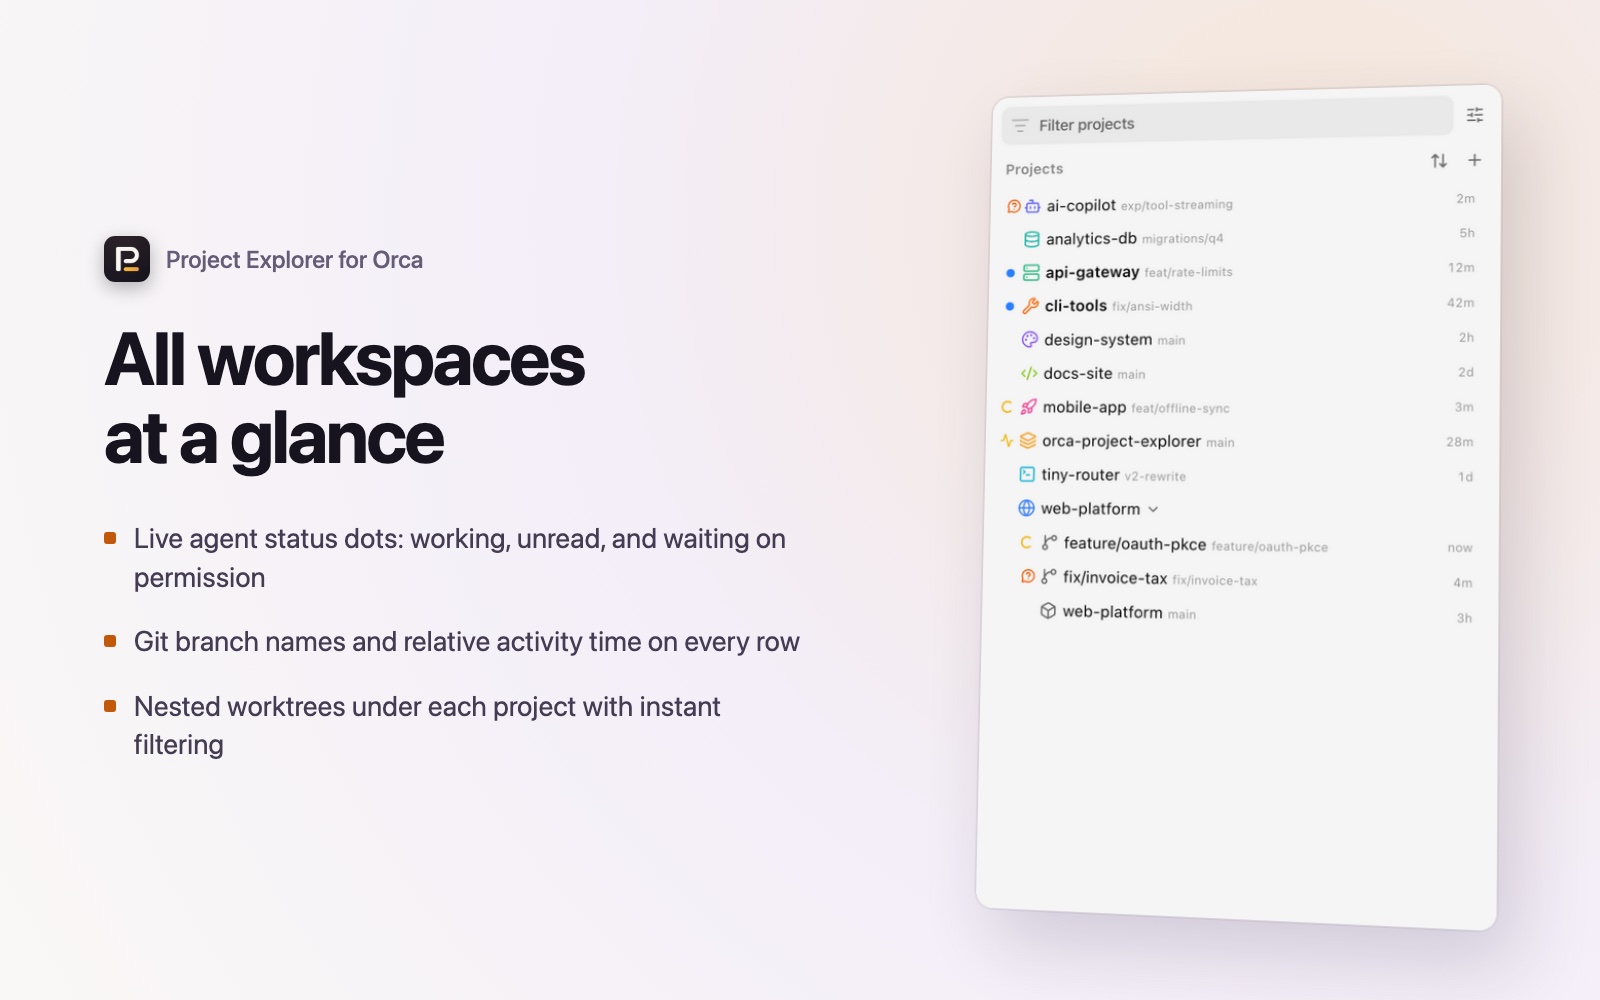 Project Explorer for Orca
All workspaces
at a glance
Live agent status dots: working, unread, and waiting on
permission
Git branch names and relative activity time on every row
Nested worktrees under each project with instant
filtering
Filter projects
Projects
ai-copilot exp/tool-streaming 2m
analytics-db migrations/q4 5h
api-gateway feat/rate-limits 12m
cli-tools fix/ansi-width 42m
design-system main 2h
docs-site main 2d
mobile-app feat/offline-sync 3m
orca-project-explorer main 28m
tiny-router v2-rewrite 1d
web-platform
feature/oauth-pkce feature/oauth-pkce now
fix/invoice-tax fix/invoice-tax 4m
web-platform main 3h